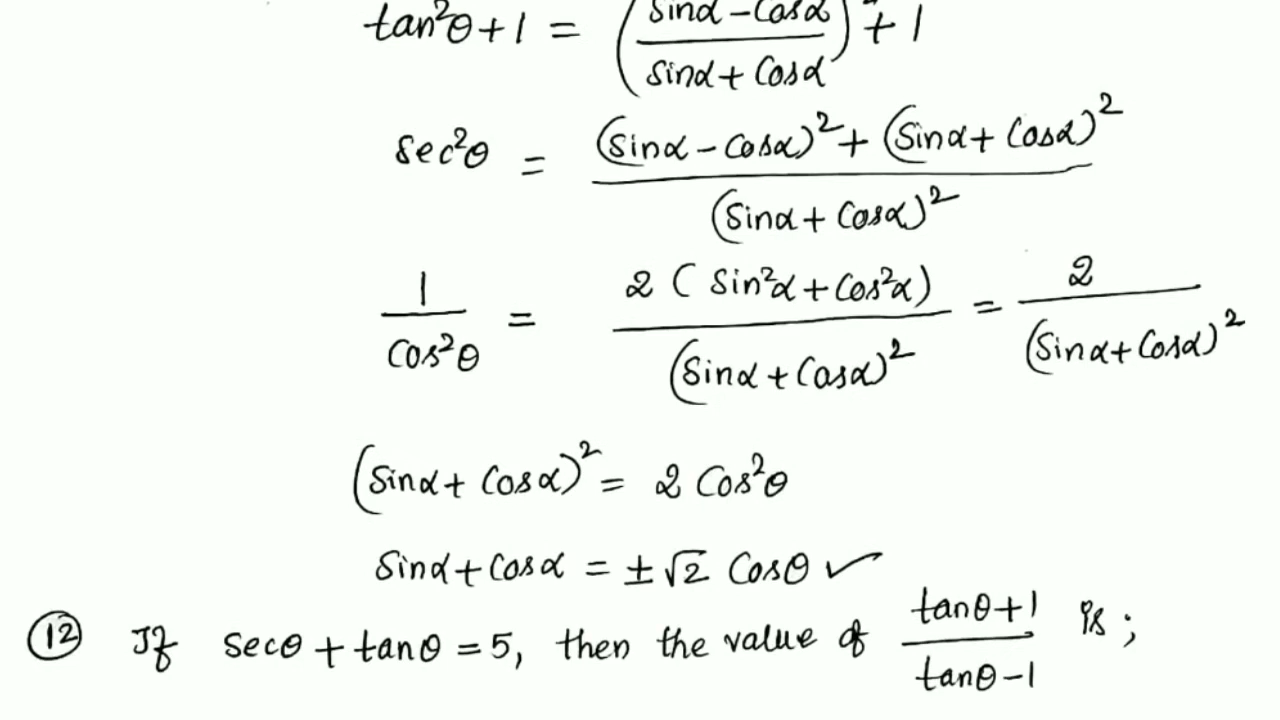 tan²θ + 1 = ((sinα - cosα)/(sinα + cosα))² + 1
sec²θ = ((sinα - cosα)² + (sinα + cosα)²)/(sinα + cosα)²
1/cos²θ = 2(sin²α + cos²α)/(sinα + cosα)² = 2/(sinα + cosα)²
(sinα + cosα)² = 2 cos²θ
sinα + cosα = ±√2 cosθ ✓
⑫ If secθ + tanθ = 5, then the value of (tanθ + 1)/(tanθ - 1) is;